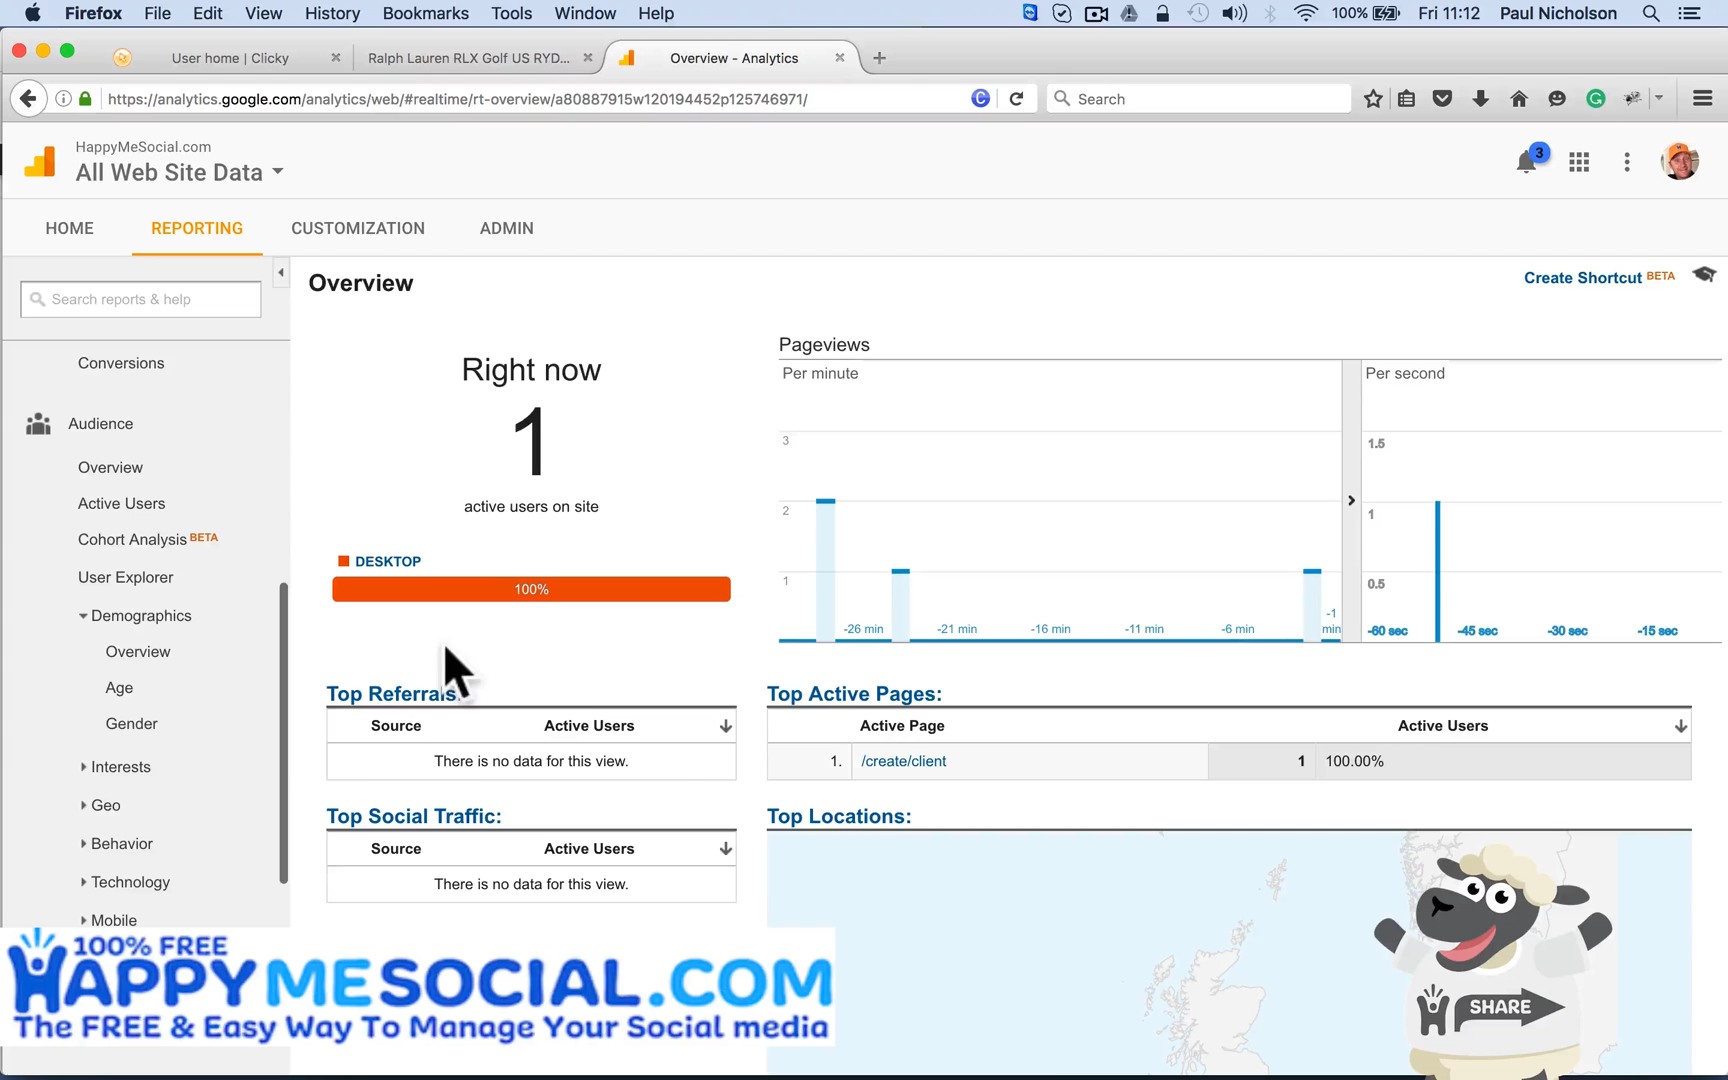 Firefox File Edit View History Bookmarks Tools Window Help 100% Fri 11:12 Paul Nicholson
User home | Clicky
Ralph Lauren RLX Golf US RYD...
Overview - Analytics
https://analytics.google.com/analytics/web/#realtime/rt-overview/a80887915w120194452p125746971/
Search
HappyMeSocial.com
All Web Site Data
3
HOME REPORTING CUSTOMIZATION ADMIN
Search reports & help
Conversions
Audience
Overview
Active Users
Cohort Analysis BETA
User Explorer
Demographics
Overview
Age
Gender
Interests
Geo
Behavior
Technology
Mobile
Overview
Create Shortcut BETA
Right now
1
active users on site
DESKTOP
100%
Pageviews
Per minute
3
2
1
-26 min -21 min -16 min -11 min -6 min -1 min
Per second
1.5
1
0.5
-60 sec -45 sec -30 sec -15 sec
Top Referrals:
Source Active Users
There is no data for this view.
Top Active Pages:
Active Page Active Users
1. /create/client 1 100.00%
Top Social Traffic:
Source Active Users
There is no data for this view.
Top Locations:
100% FREE
HAPPYMESOCIAL.COM
The FREE & Easy Way To Manage Your Social media
SHARE